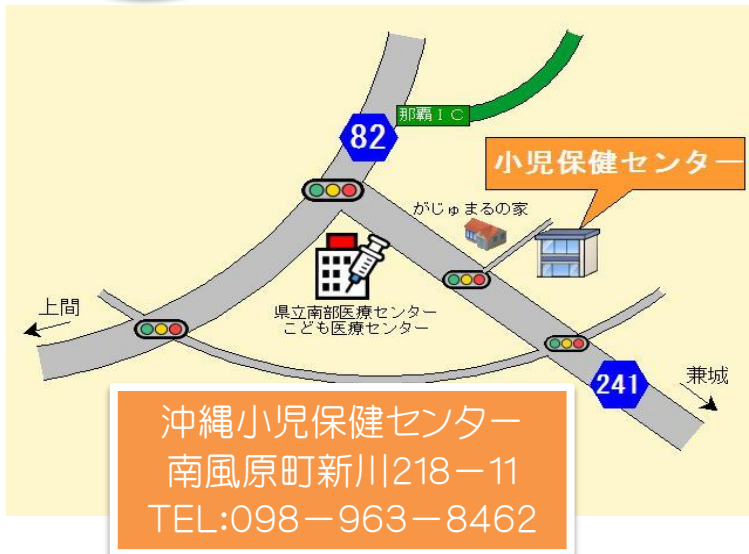 那覇IC
82
小児保健センター
がじゅまるの家
県立南部医療センター
こども医療センター
上間
241
兼城
沖縄小児保健センター
南風原町新川218－11
TEL:098－963－8462